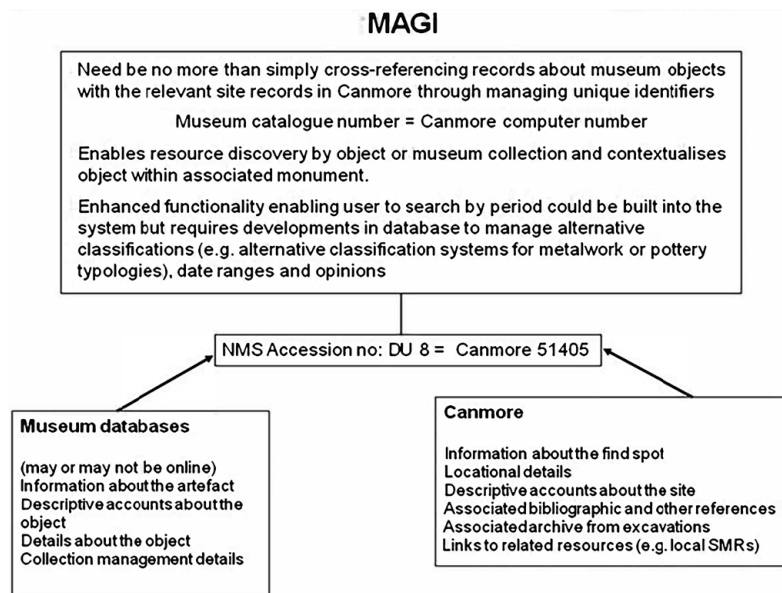 MAGI
Need be no more than simply cross-referencing records about museum objects
with the relevant site records in Canmore through managing unique identifiers
Museum catalogue number = Canmore computer number
Enables resource discovery by object or museum collection and contextualises
object within associated monument.
Enhanced functionality enabling user to search by period could be built into the
system but requires developments in database to manage alternative
classifications (e.g. alternative classification systems for metalwork or pottery
typologies), date ranges and opinions
NMS Accession no: DU 8 = Canmore 51405
Museum databases
(may or may not be online)
Information about the artefact
Descriptive accounts about the
object
Details about the object
Collection management details
Canmore
Information about the find spot
Locational details
Descriptive accounts about the site
Associated bibliographic and other references
Associated archive from excavations
Links to related resources (e.g. local SMRs)